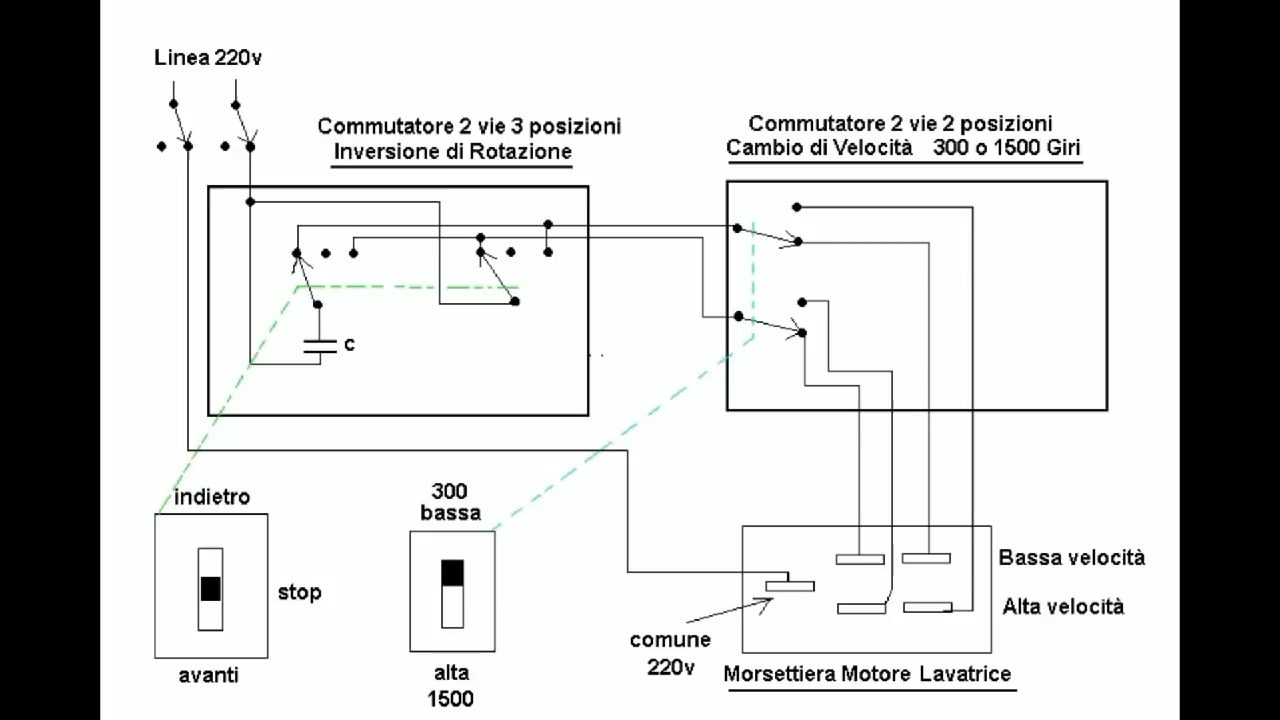 Linea 220v
Commutatore 2 vie 3 posizioni
Inversione di Rotazione
Commutatore 2 vie 2 posizioni
Cambio di Velocità 300 o 1500 Giri
C
indietro
stop
avanti
300
bassa
alta
1500
comune
220v
Bassa velocità
Alta velocità
Morsettiera Motore Lavatrice